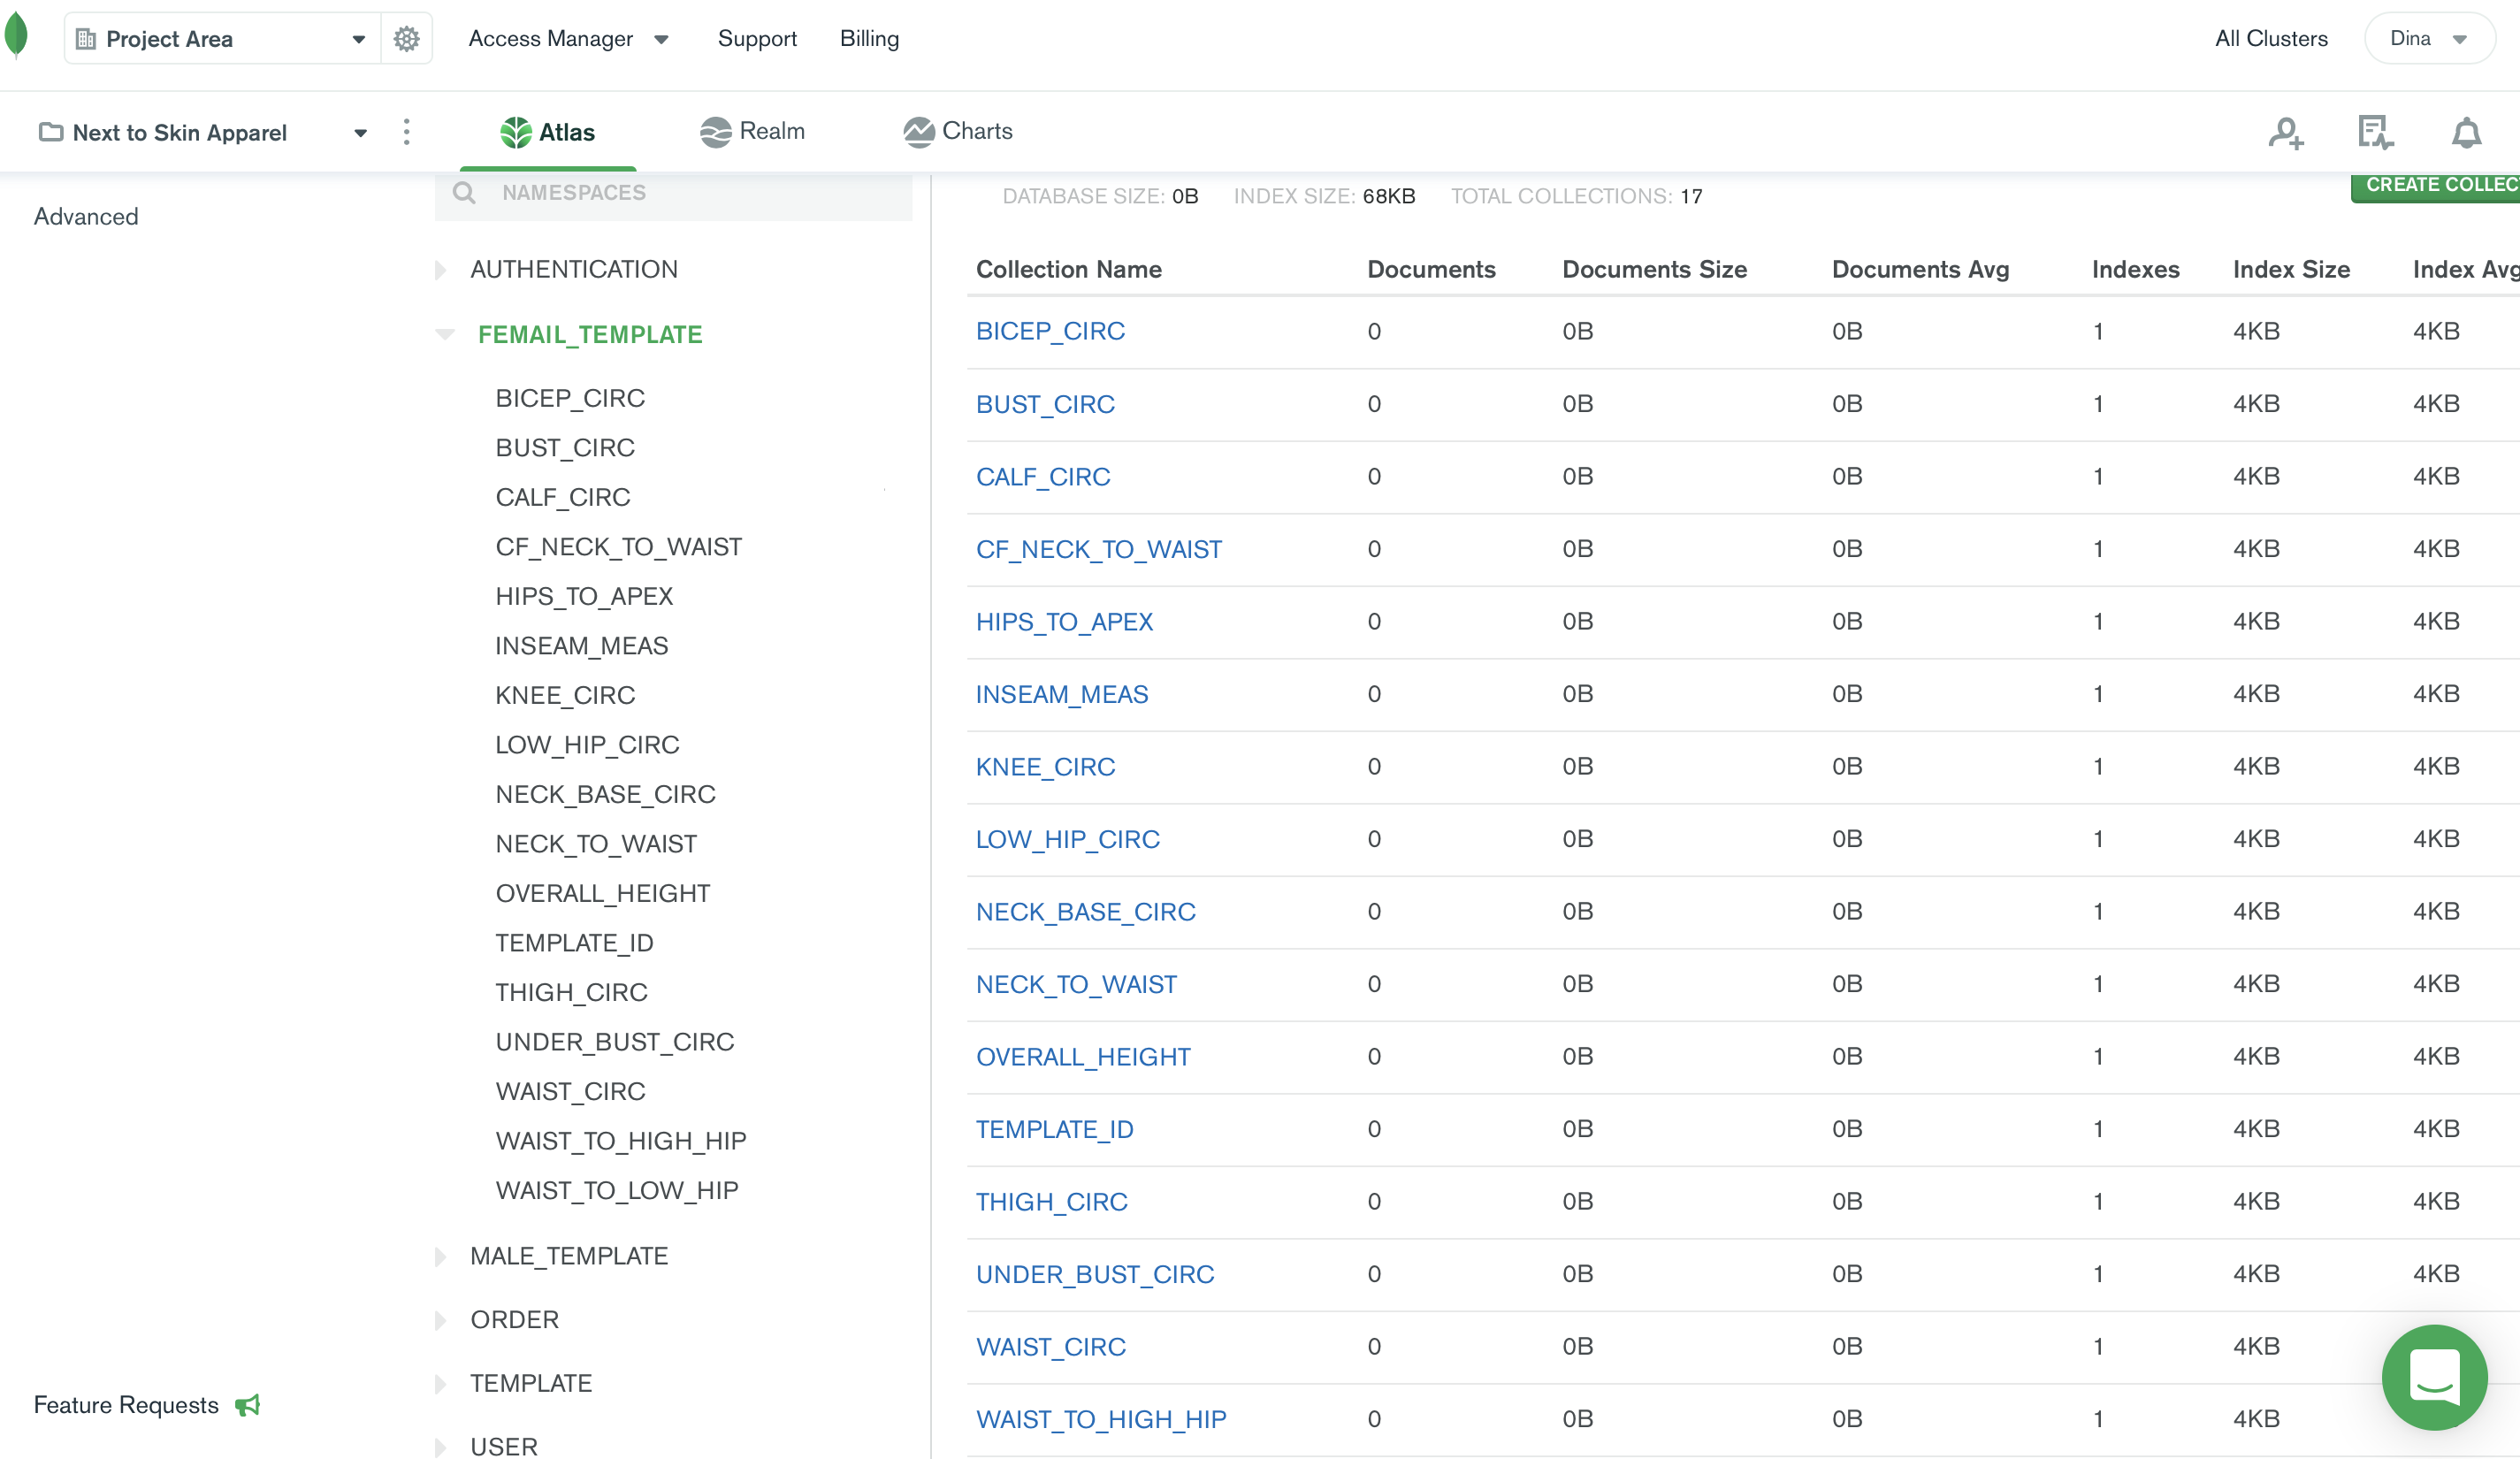 Project Area Access Manager Support Billing All Clusters Dina
Next to Skin Apparel Atlas Realm Charts
Advanced
NAMESPACES
AUTHENTICATION
FEMAIL_TEMPLATE
BICEP_CIRC
BUST_CIRC
CALF_CIRC
CF_NECK_TO_WAIST
HIPS_TO_APEX
INSEAM_MEAS
KNEE_CIRC
LOW_HIP_CIRC
NECK_BASE_CIRC
NECK_TO_WAIST
OVERALL_HEIGHT
TEMPLATE_ID
THIGH_CIRC
UNDER_BUST_CIRC
WAIST_CIRC
WAIST_TO_HIGH_HIP
WAIST_TO_LOW_HIP
MALE_TEMPLATE
ORDER
TEMPLATE
USER
Feature Requests
DATABASE SIZE: 0B INDEX SIZE: 68KB TOTAL COLLECTIONS: 17 CREATE COLLEC
Collection Name Documents Documents Size Documents Avg Indexes Index Size Index Avg
BICEP_CIRC 0 0B 0B 1 4KB 4KB
BUST_CIRC 0 0B 0B 1 4KB 4KB
CALF_CIRC 0 0B 0B 1 4KB 4KB
CF_NECK_TO_WAIST 0 0B 0B 1 4KB 4KB
HIPS_TO_APEX 0 0B 0B 1 4KB 4KB
INSEAM_MEAS 0 0B 0B 1 4KB 4KB
KNEE_CIRC 0 0B 0B 1 4KB 4KB
LOW_HIP_CIRC 0 0B 0B 1 4KB 4KB
NECK_BASE_CIRC 0 0B 0B 1 4KB 4KB
NECK_TO_WAIST 0 0B 0B 1 4KB 4KB
OVERALL_HEIGHT 0 0B 0B 1 4KB 4KB
TEMPLATE_ID 0 0B 0B 1 4KB 4KB
THIGH_CIRC 0 0B 0B 1 4KB 4KB
UNDER_BUST_CIRC 0 0B 0B 1 4KB 4KB
WAIST_CIRC 0 0B 0B 1 4KB
WAIST_TO_HIGH_HIP 0 0B 0B 1 4KB